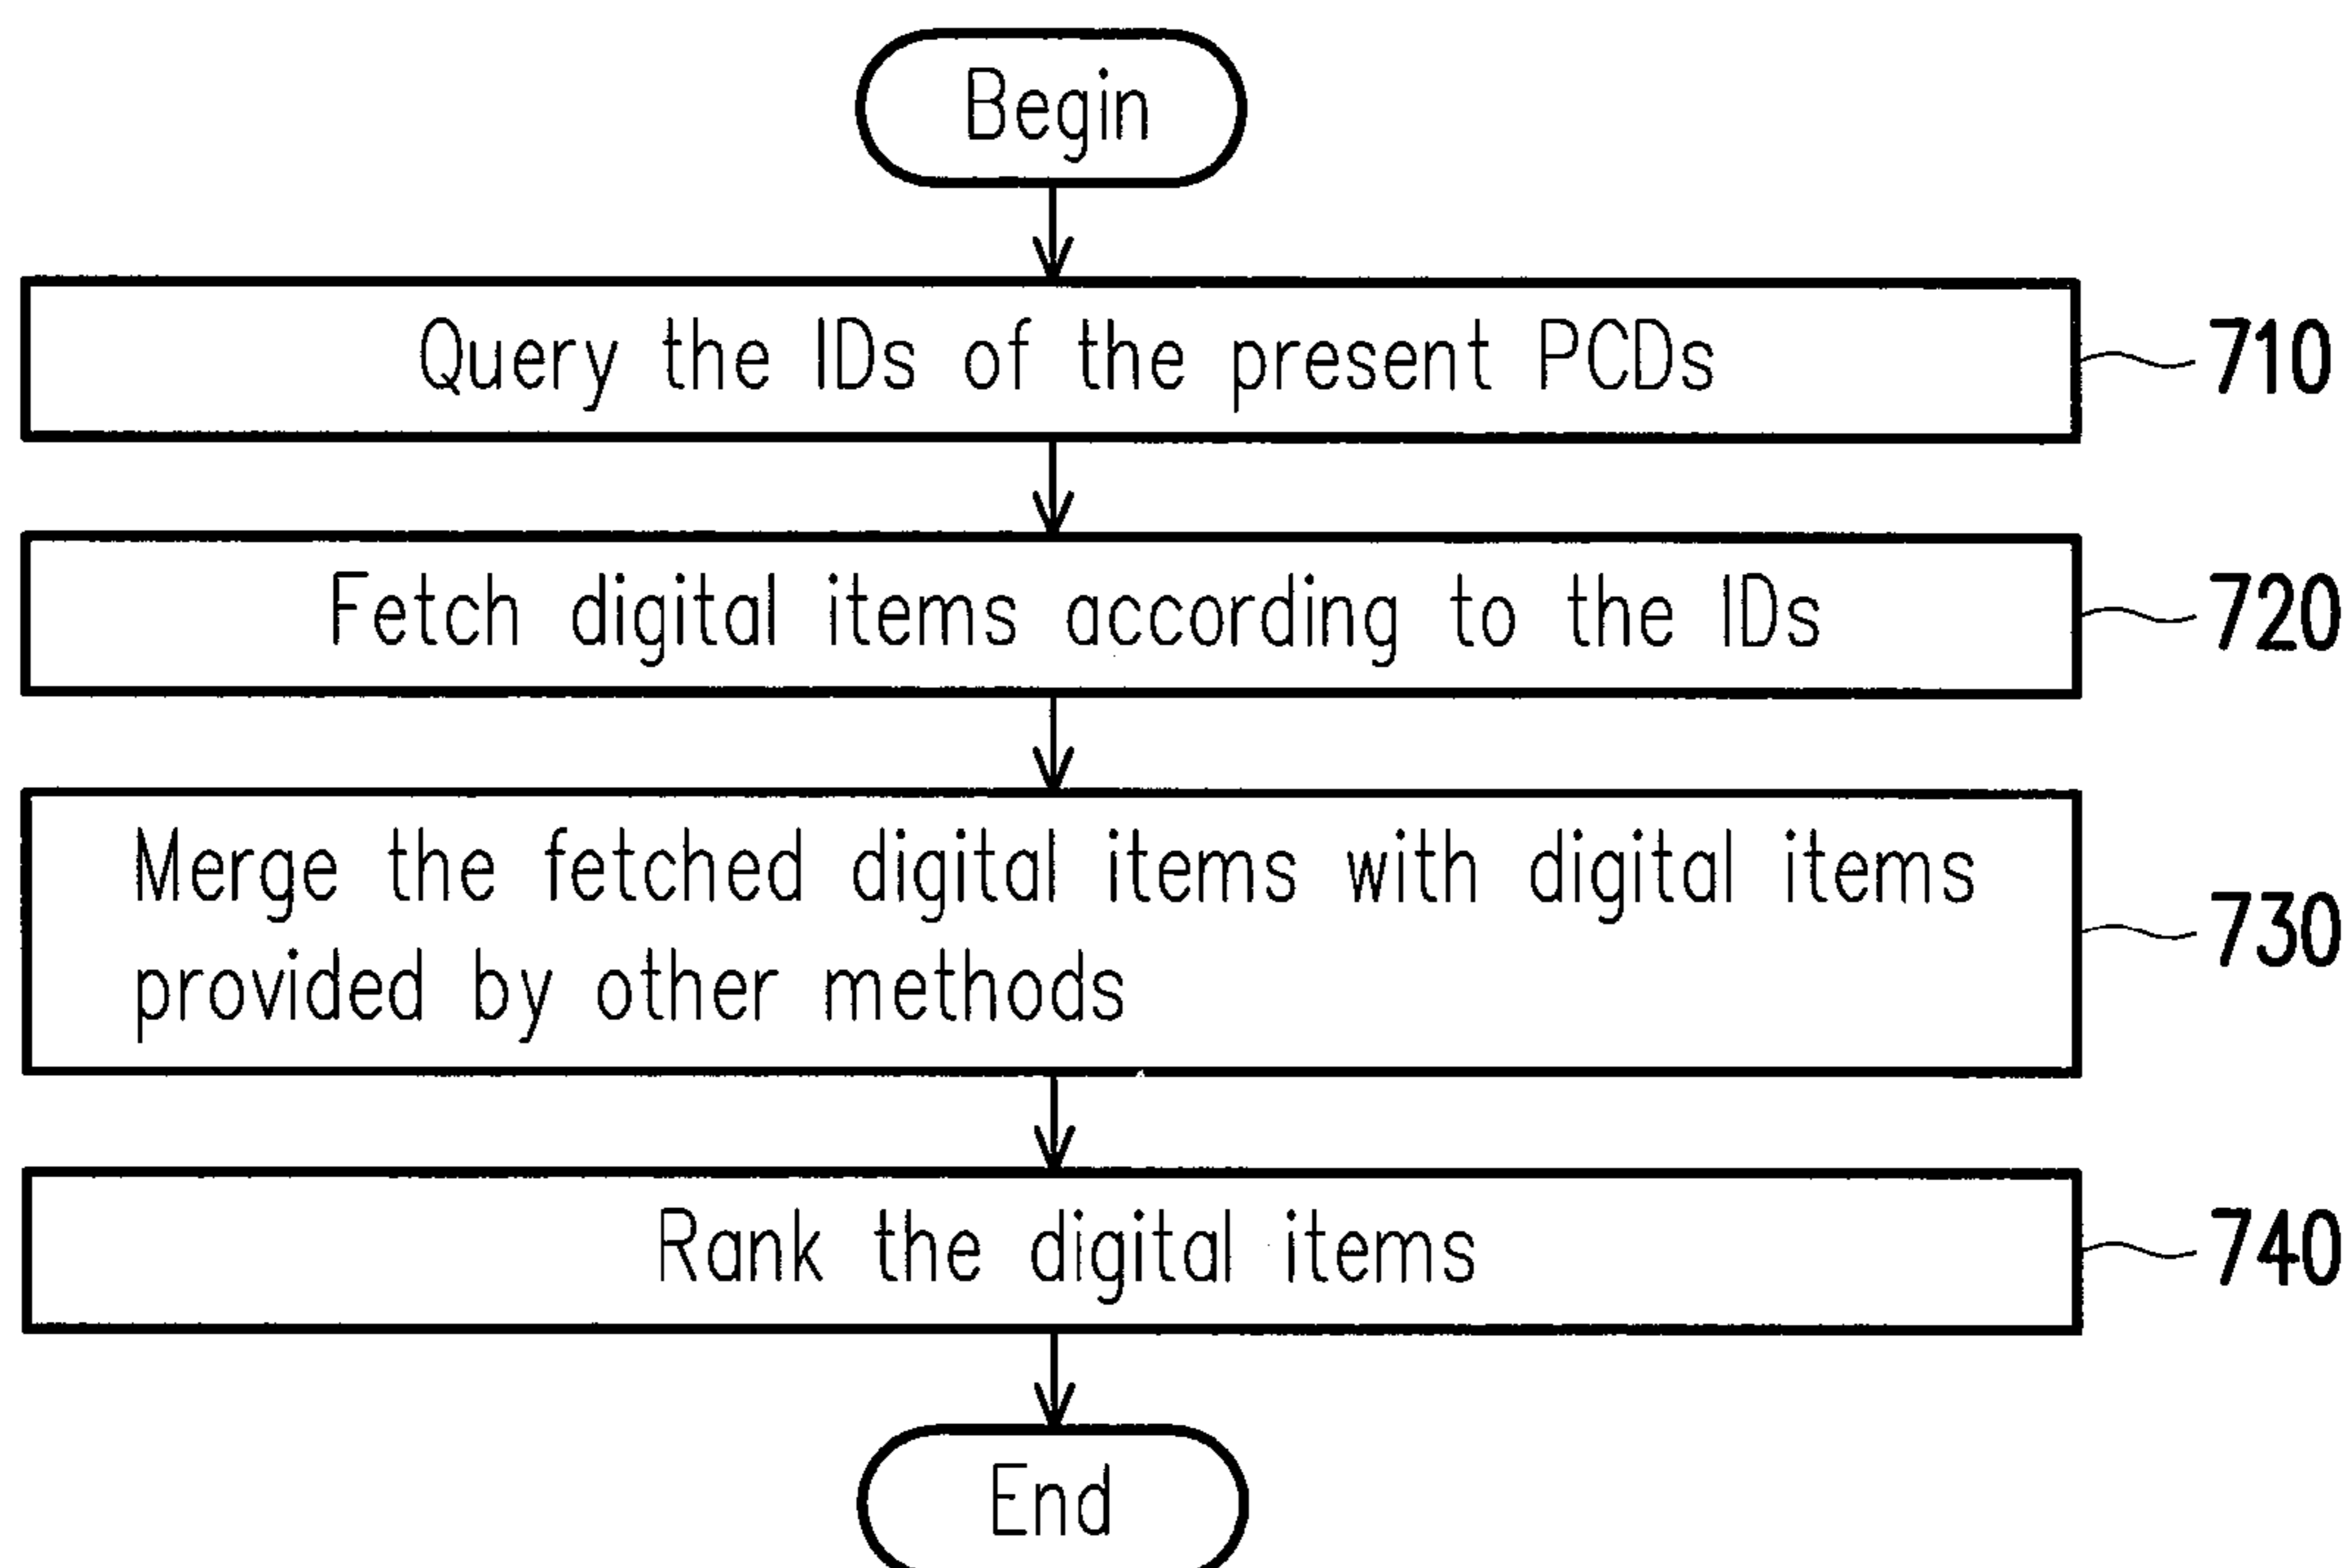 Begin
Query the IDs of the present PCDs
710
Fetch digital items according to the IDs
720
Merge the fetched digital items with digital items
provided by other methods
730
Rank the digital items
740
End